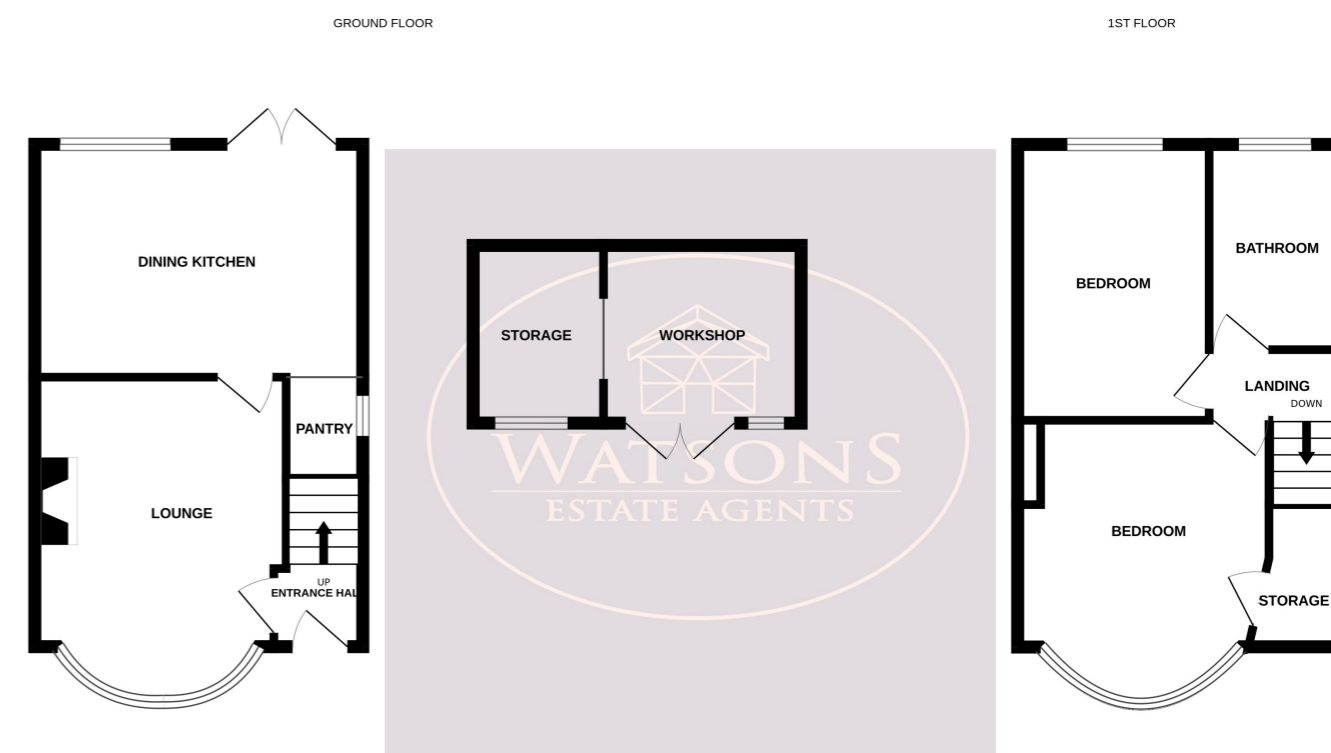 GROUND FLOOR
1ST FLOOR
DINING KITCHEN
PANTRY
LOUNGE
UP
ENTRANCE HAL
STORAGE
WORKSHOP
WATSONS
ESTATE AGENTS
BEDROOM
BATHROOM
LANDING
DOWN
BEDROOM
STORAGE